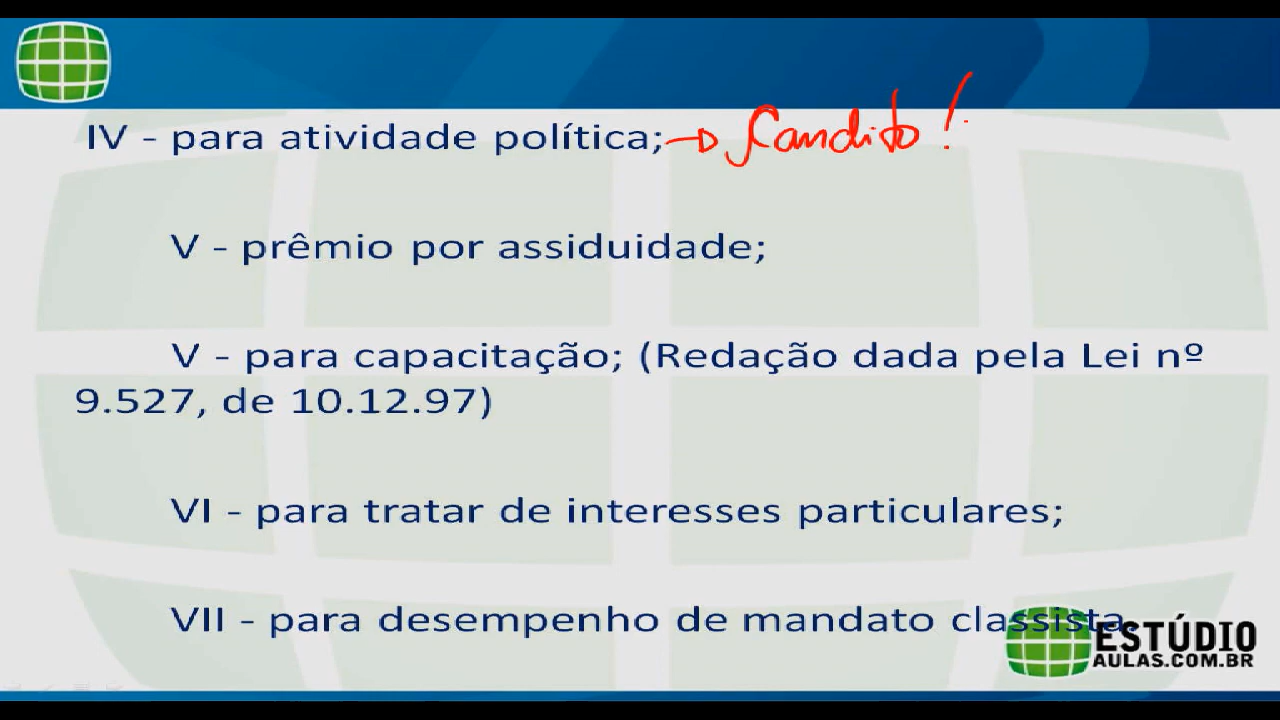 IV - para atividade política; Candito!
V - prêmio por assiduidade;
V - para capacitação; (Redação dada pela Lei nº
9.527, de 10.12.97)
VI - para tratar de interesses particulares;
VII - para desempenho de mandato classista
ESTÚDIO
AULAS.COM.BR